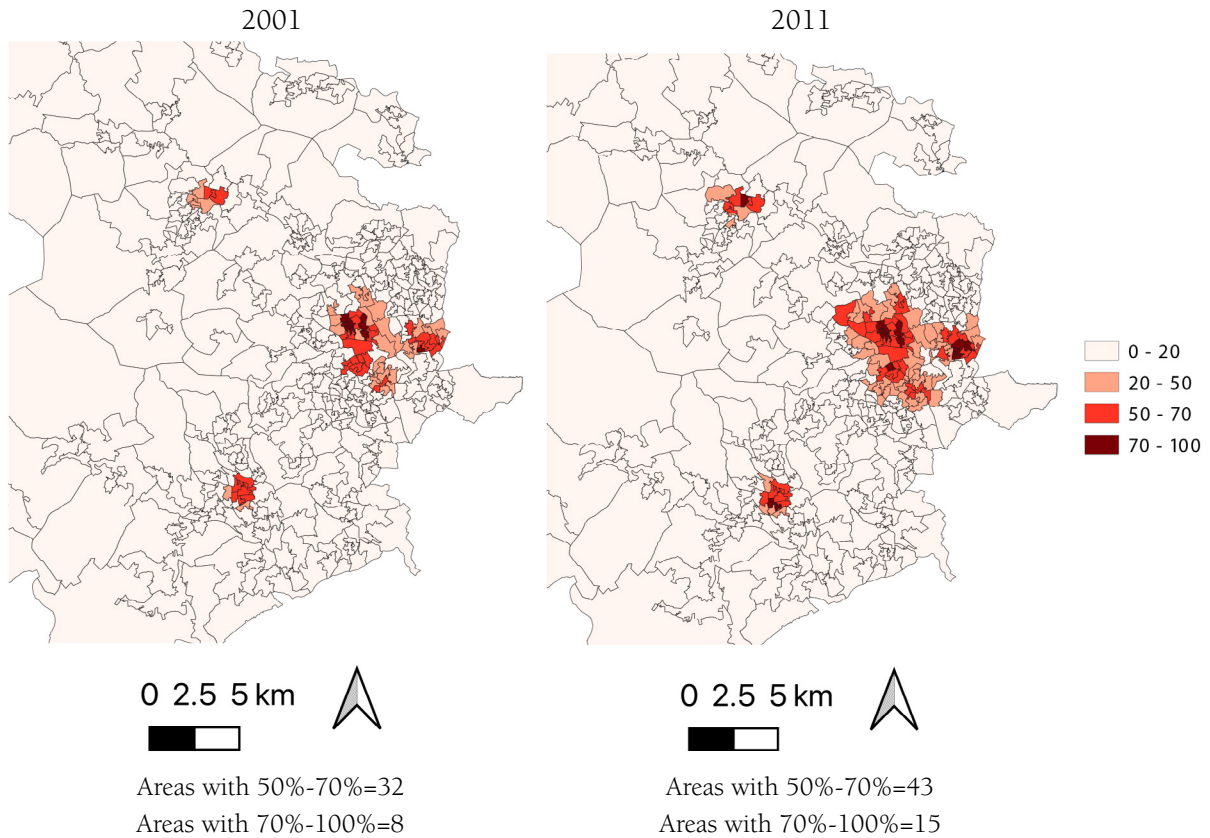 2001
2011
0 - 20
20 - 50
50 - 70
70 - 100
0 2.5 5 km
0 2.5 5 km
Areas with 50%-70%=32
Areas with 70%-100%=8
Areas with 50%-70%=43
Areas with 70%-100%=15